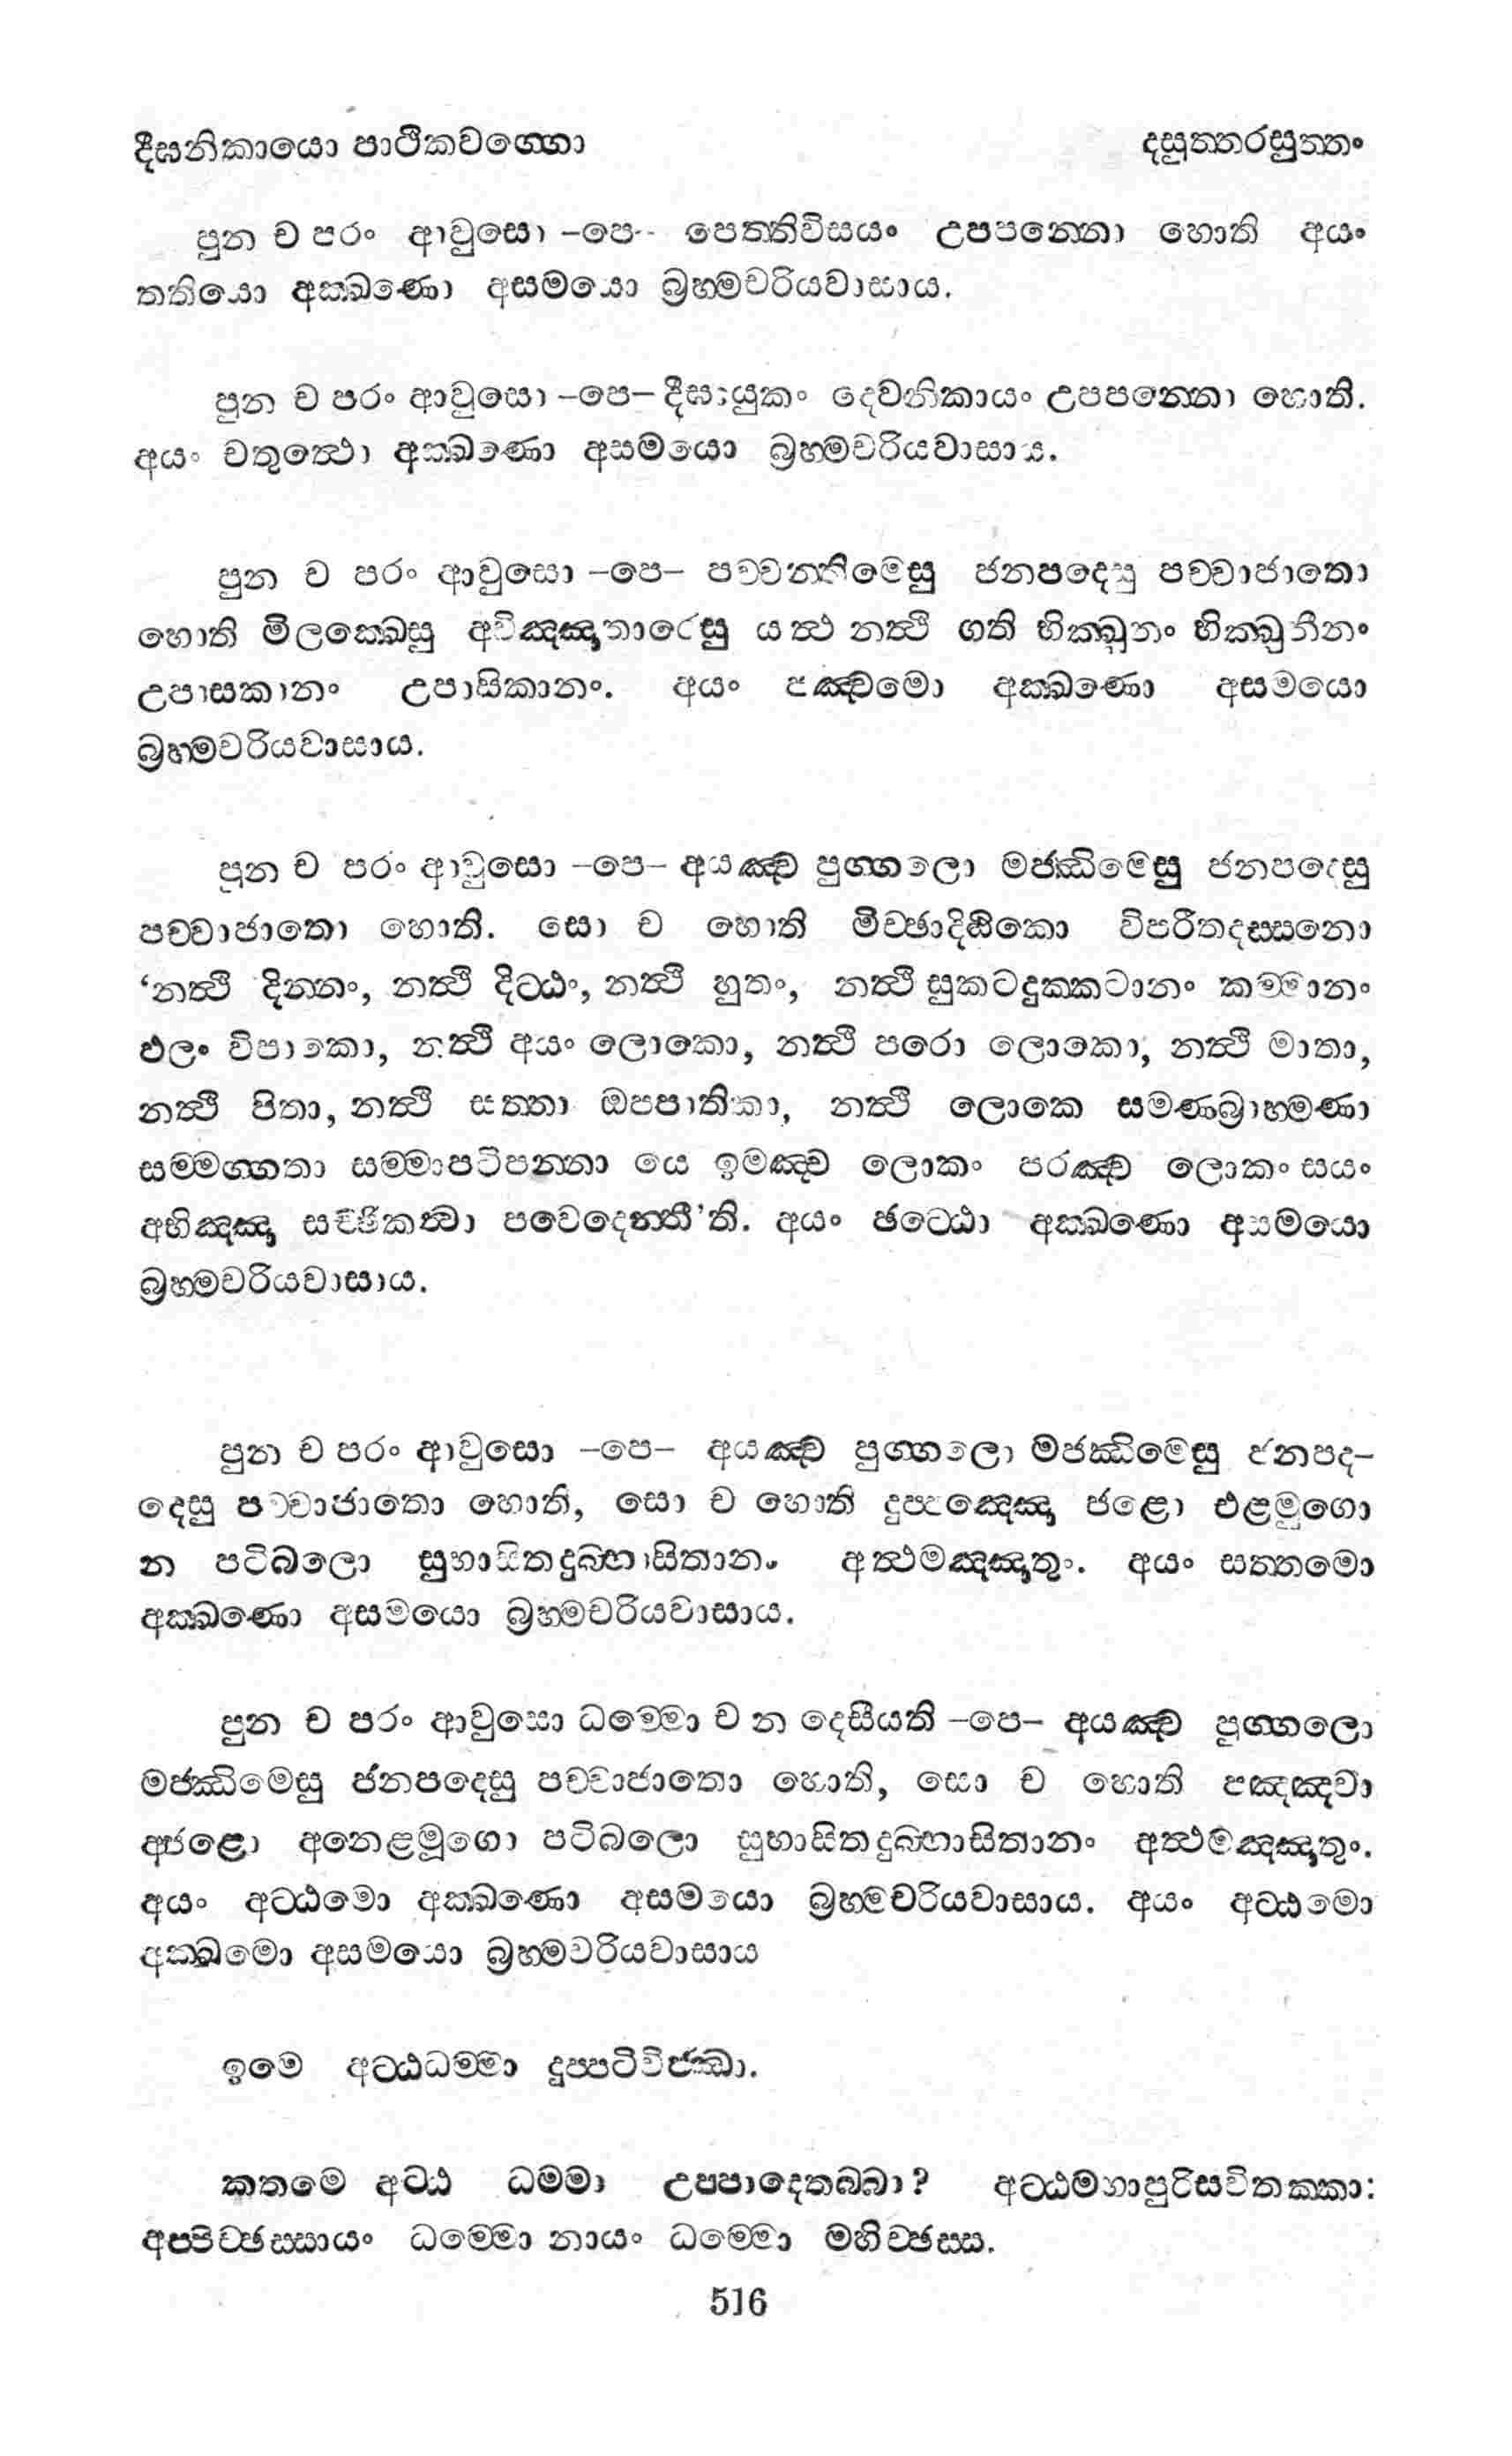 දීඝනිකායො පාථිකවග්ගො දසුත්තරසුත්තං
පුන ච පරං ආවුසො –පෙ– පෙත්තිවිසයං උපපන්නො හොති අයං
තතියො අක්ඛණො අසමයො බ්‍රහ්මචරියවාසාය.
පුන ච පරං ආවුසො –පෙ– දීඝායුකං දෙවනිකායං උපපන්නො හොති.
අයං චතුත්ථො අක්ඛණො අසමයො බ්‍රහ්මචරියවාසාය.
පුන ච පරං ආවුසො –පෙ– පච්චන්තිමෙසු ජනපදෙසු පච්චාජාතො
හොති මිලක්ඛෙසු අවිඤ්ඤාතාරෙසු යත්ථ නත්ථි ගති භික්ඛූනං භික්ඛුනීනං
උපාසකානං උපාසිකානං. අයං පඤ්චමො අක්ඛණො අසමයො
බ්‍රහ්මචරියවාසාය.
පුන ච පරං ආවුසො –පෙ– අයඤ්ච පුග්ගලො මජ්ඣිමෙසු ජනපදෙසු
පච්චාජාතො හොති. සො ච හොති මිච්ඡාදිට්ඨිකො විපරීතදස්සනො
‘නත්ථි දින්නං, නත්ථි දිට්ඨං, නත්ථි හුතං, නත්ථි සුකටදුක්කටානං කම්මානං
ඵලං විපාකො, නත්ථි අයං ලොකො, නත්ථි පරො ලොකො, නත්ථි මාතා,
නත්ථි පිතා, නත්ථි සත්තා ඔපපාතිකා, නත්ථි ලොකෙ සමණබ්‍රාහ්මණා
සම්මග්ගතා සම්මාපටිපන්නා යෙ ඉමඤ්ච ලොකං පරඤ්ච ලොකං සයං
අභිඤ්ඤා සච්ඡිකත්වා පවෙදෙන්තී’ති. අයං ඡට්ඨො අක්ඛණො අසමයො
බ්‍රහ්මචරියවාසාය.
පුන ච පරං ආවුසො –පෙ– අයඤ්ච පුග්ගලො මජ්ඣිමෙසු ජනපද–
දෙසු පච්චාජාතො හොති, සො ච හොති දුප්පඤ්ඤො ජළො එළමූගො
න පටිබලො සුභාසිතදුබ්භාසිතානං අත්ථමඤ්ඤාතුං. අයං සත්තමො
අක්ඛණො අසමයො බ්‍රහ්මචරියවාසාය.
පුන ච පරං ආවුසො ධම්මො ච න දෙසීයති –පෙ– අයඤ්ච පුග්ගලො
මජ්ඣිමෙසු ජනපදෙසු පච්චාජාතො හොති, සො ච හොති පඤ්ඤවා
අජළො අනෙළමූගො පටිබලො සුභාසිතදුබ්භාසිතානං අත්ථමඤ්ඤාතුං.
අයං අට්ඨමො අක්ඛණො අසමයො බ්‍රහ්මචරියවාසාය. අයං අට්ඨමො
අක්ඛමො අසමයො බ්‍රහ්මචරියවාසාය
ඉමෙ අට්ඨධම්මා දුප්පටිවිජ්ඣා.
කතමෙ අට්ඨ ධම්මා උප්පාදෙතබ්බා? අට්ඨමහාපුරිසවිතක්කා:
අප්පිච්ඡස්සායං ධම්මො නායං ධම්මො මහිච්ඡස්ස.
516